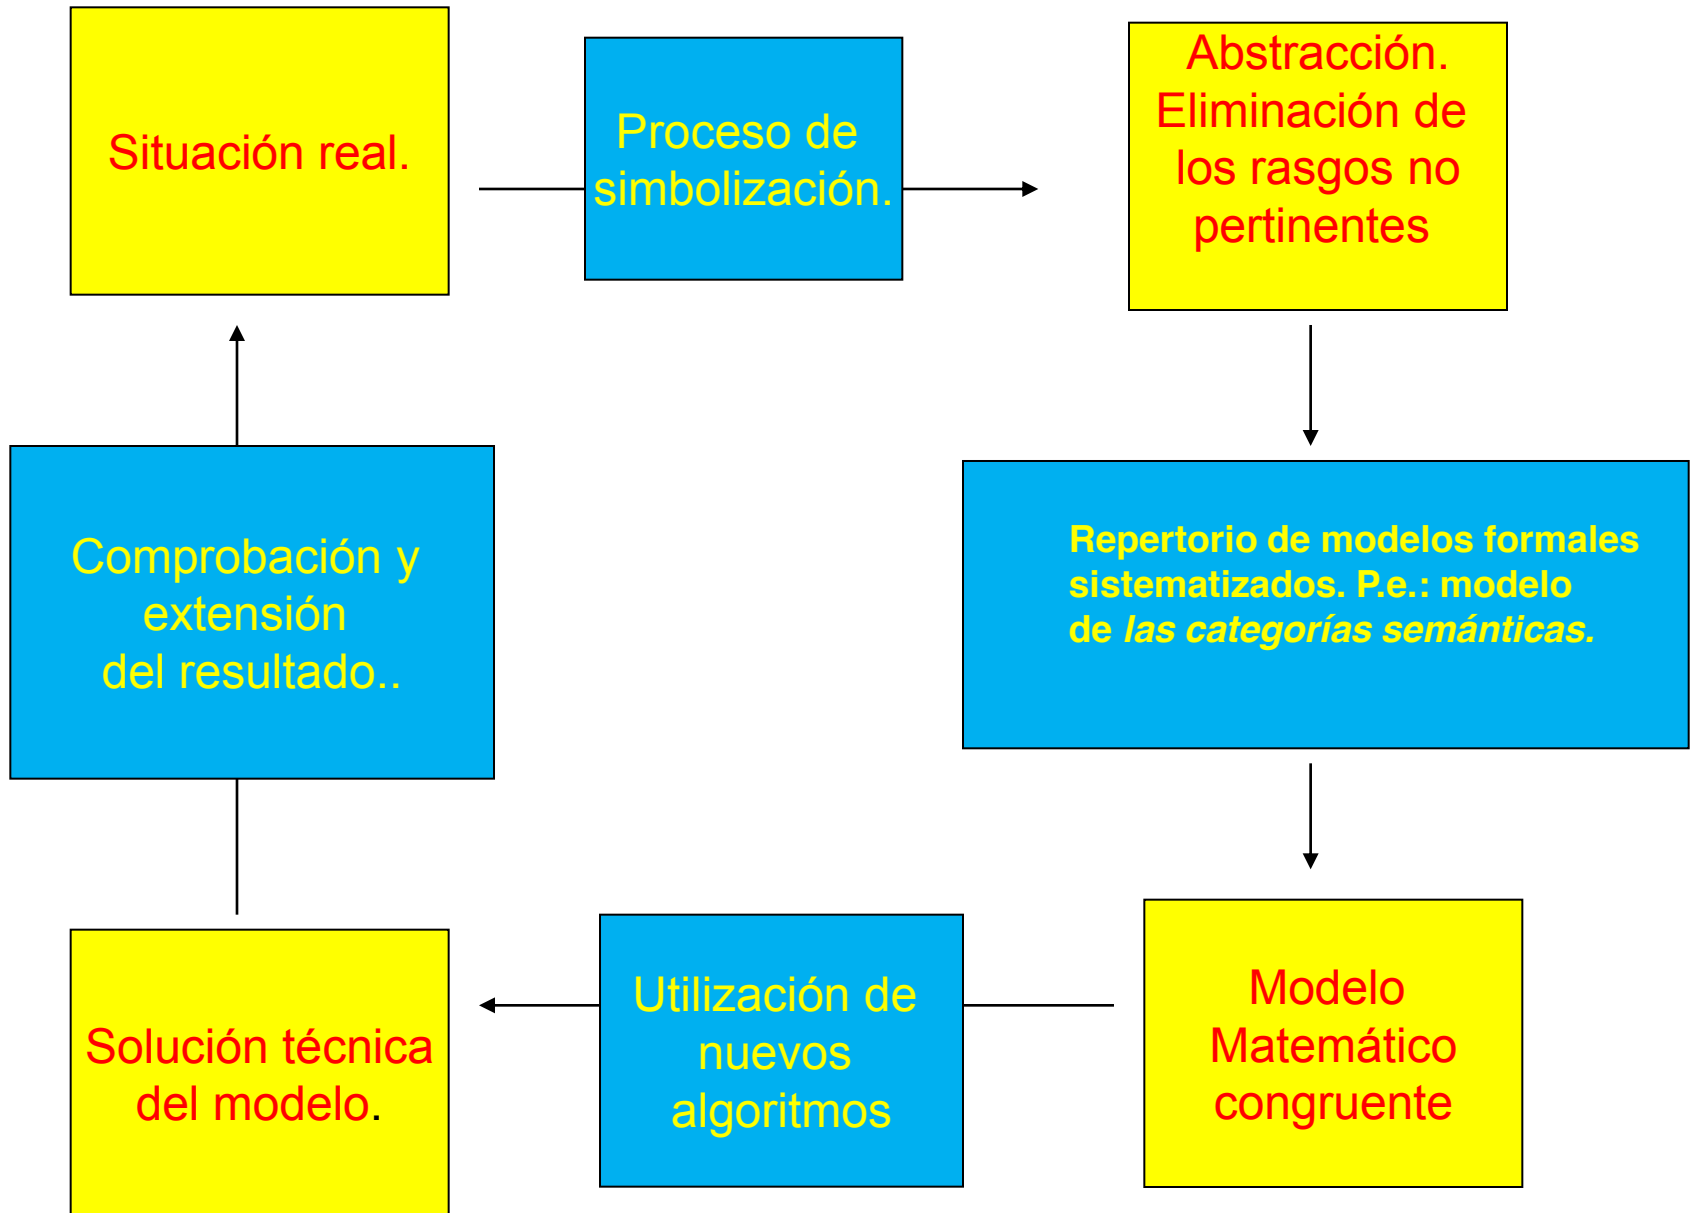 Situación real.
Proceso de
simbolización.
Abstracción.
Eliminación de
los rasgos no
pertinentes
Comprobación y
extensión
del resultado..
Repertorio de modelos formales
sistematizados. P.e.: modelo
de las categorías semánticas.
Solución técnica
del modelo.
Utilización de
nuevos
algoritmos
Modelo
Matemático
congruente